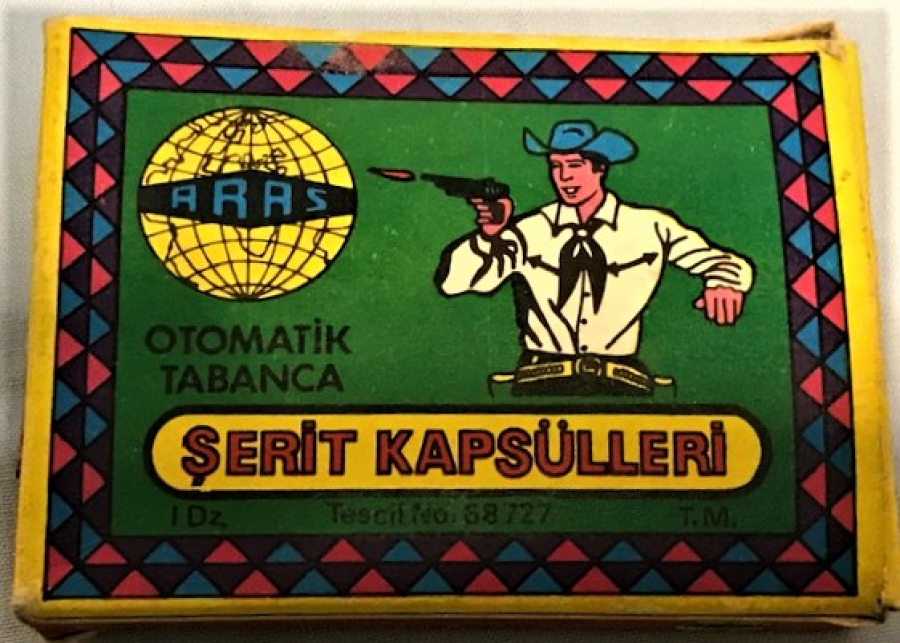 ARAS
OTOMATİK
TABANCA
ŞERİT KAPSÜLLERİ
1 Dz, Tescil No. 68727 T.M.